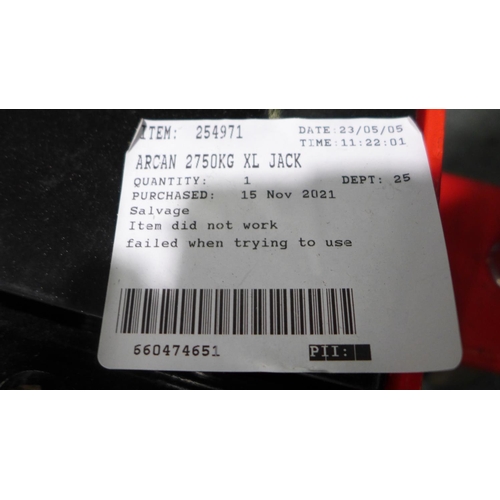 ITEM: 254971 DATE:23/05/05
TIME:11:22:01
ARCAN 2750KG XL JACK
QUANTITY: 1 DEPT: 25
PURCHASED: 15 Nov 2021
Salvage
Item did not work
failed when trying to use
660474651 PII: